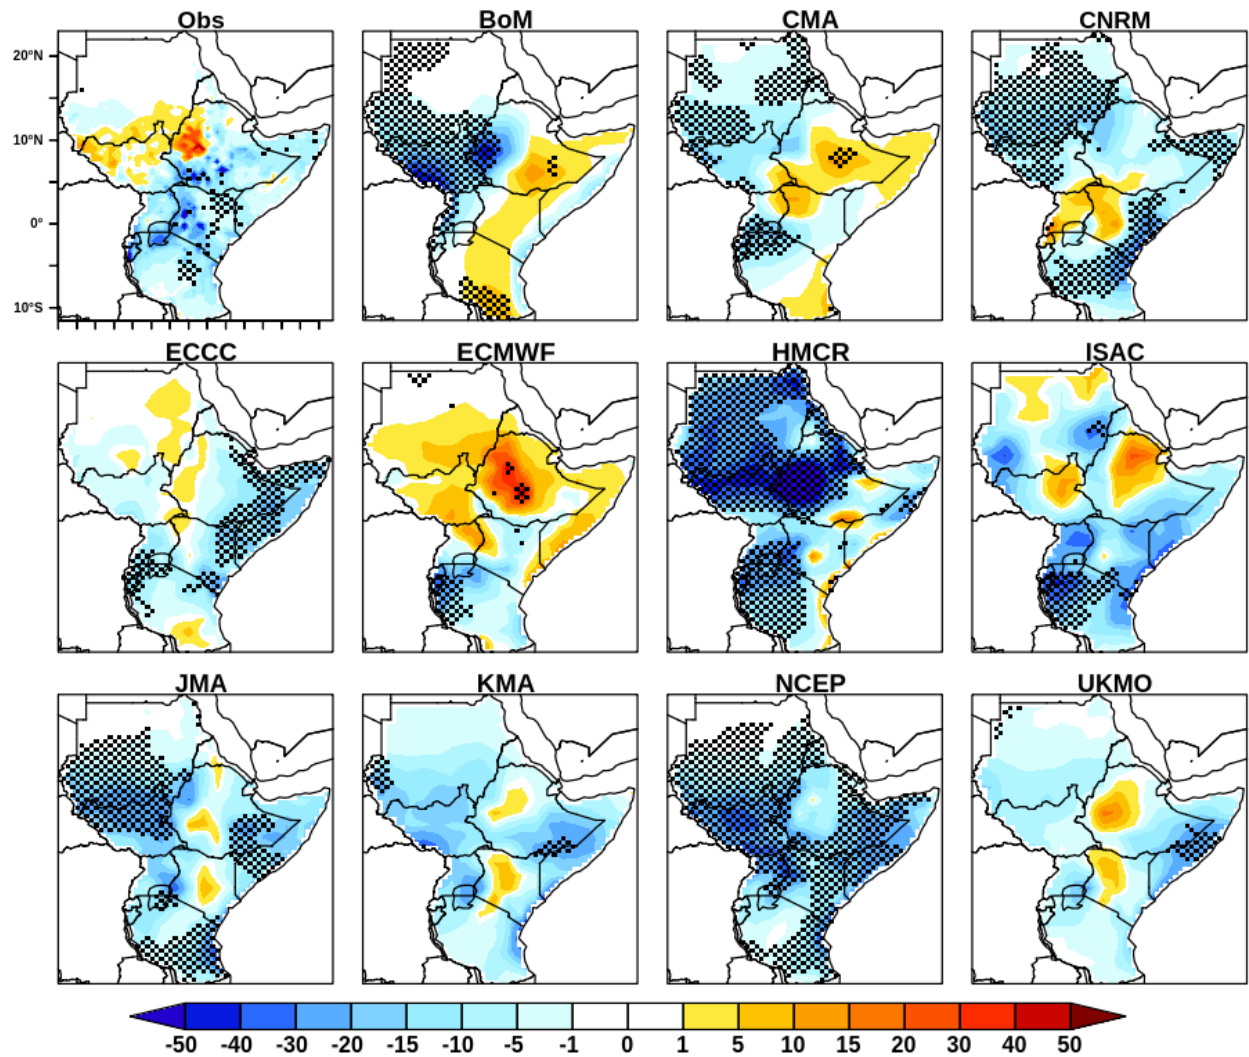 Obs BoM CMA CNRM
20°N
10°N
0°
10°S
ECCC ECMWF HMCR ISAC
JMA KMA NCEP UKMO
-50 -40 -30 -20 -15 -10 -5 -1 0 1 5 10 15 20 30 40 50